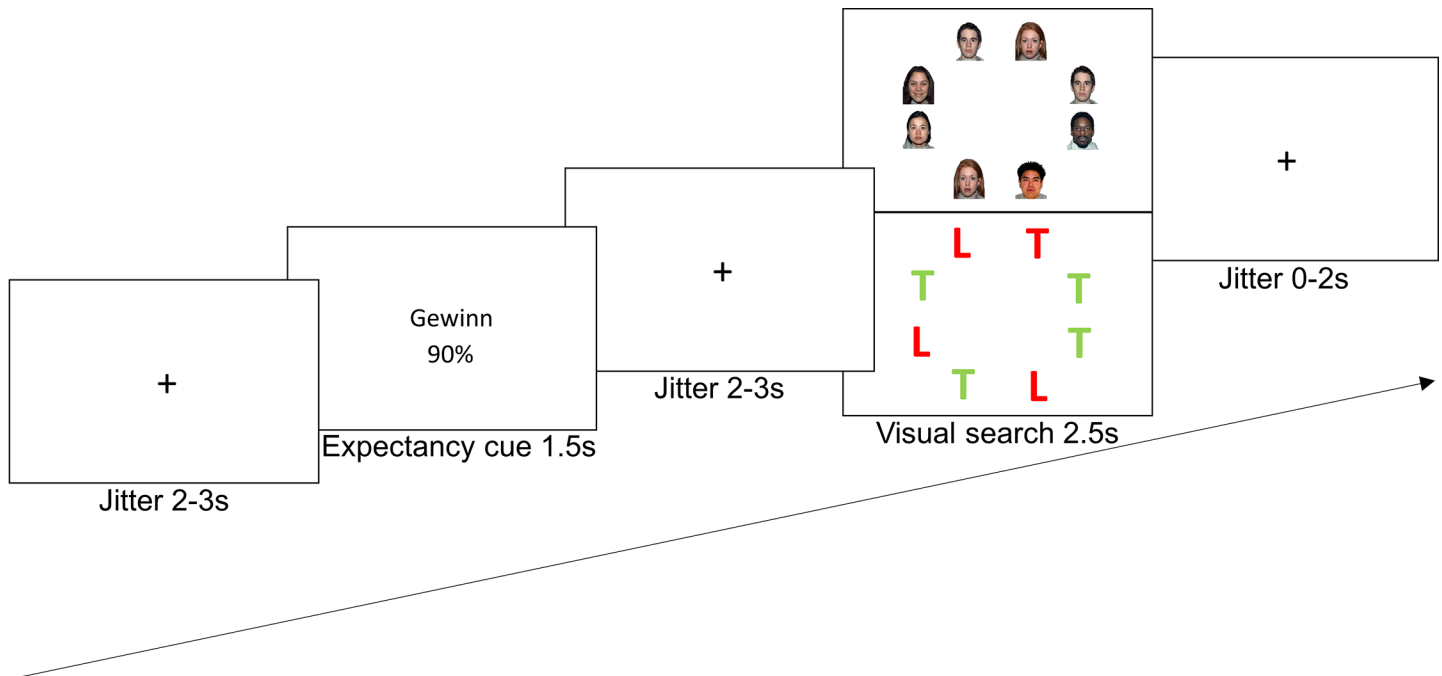 +
Jitter 2-3s
Gewinn
90%
Expectancy cue 1.5s
+
Jitter 2-3s
L T
T T
L T
T L
Visual search 2.5s
+
Jitter 0-2s